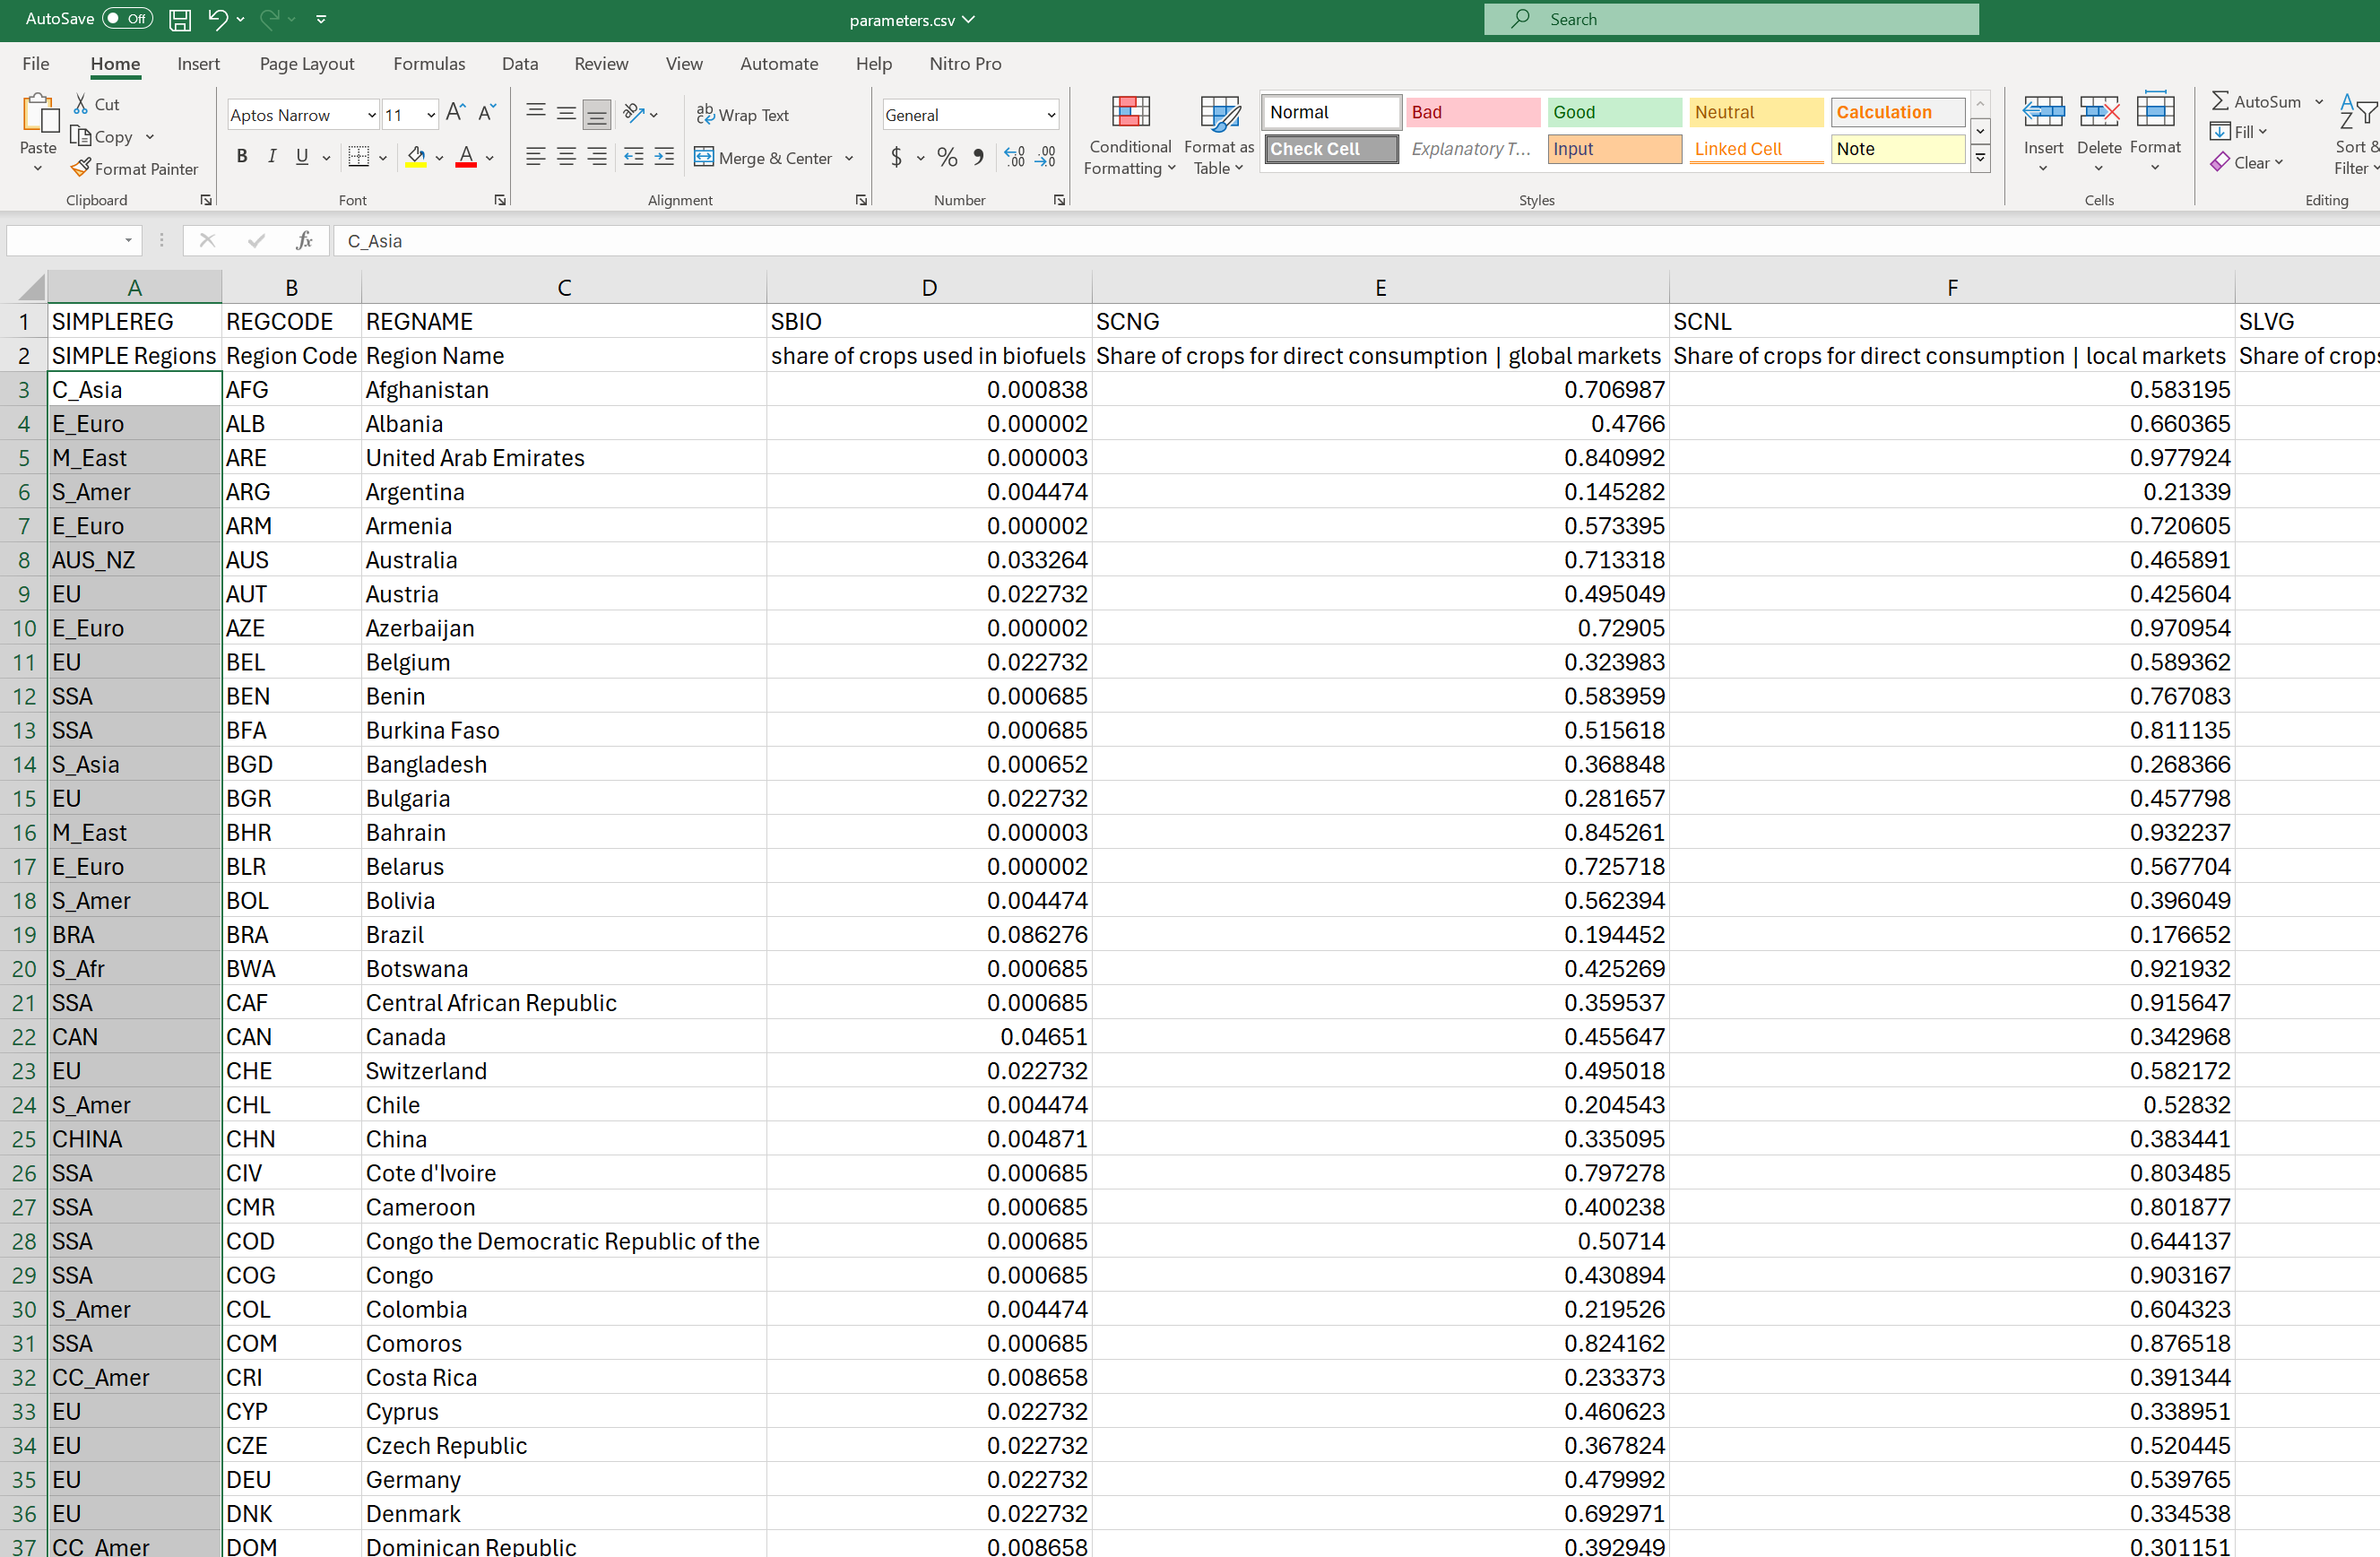 AutoSave Off parameters.csv Search
File Home Insert Page Layout Formulas Data Review View Automate Help Nitro Pro
Paste Cut Copy Format Painter Clipboard
Aptos Narrow 11 A A B I U A Font
ab Wrap Text Merge & Center Alignment
General $ % 9 .00 .00 Number
Conditional Formatting Format as Table
Normal Bad Good Neutral Calculation
Check Cell Explanatory T... Input Linked Cell Note
Styles
Insert Delete Format Cells
AutoSum Fill Clear Sort & Filter Editing
fx C_Asia
A B C D E F
1 SIMPLEREG REGCODE REGNAME SBIO SCNG SCNL SLVG
2 SIMPLE Regions Region Code Region Name share of crops used in biofuels Share of crops for direct consumption | global markets Share of crops for direct consumption | local markets Share of crops
3 C_Asia AFG Afghanistan 0.000838 0.706987 0.583195
4 E_Euro ALB Albania 0.000002 0.4766 0.660365
5 M_East ARE United Arab Emirates 0.000003 0.840992 0.977924
6 S_Amer ARG Argentina 0.004474 0.145282 0.21339
7 E_Euro ARM Armenia 0.000002 0.573395 0.720605
8 AUS_NZ AUS Australia 0.033264 0.713318 0.465891
9 EU AUT Austria 0.022732 0.495049 0.425604
10 E_Euro AZE Azerbaijan 0.000002 0.72905 0.970954
11 EU BEL Belgium 0.022732 0.323983 0.589362
12 SSA BEN Benin 0.000685 0.583959 0.767083
13 SSA BFA Burkina Faso 0.000685 0.515618 0.811135
14 S_Asia BGD Bangladesh 0.000652 0.368848 0.268366
15 EU BGR Bulgaria 0.022732 0.281657 0.457798
16 M_East BHR Bahrain 0.000003 0.845261 0.932237
17 E_Euro BLR Belarus 0.000002 0.725718 0.567704
18 S_Amer BOL Bolivia 0.004474 0.562394 0.396049
19 BRA BRA Brazil 0.086276 0.194452 0.176652
20 S_Afr BWA Botswana 0.000685 0.425269 0.921932
21 SSA CAF Central African Republic 0.000685 0.359537 0.915647
22 CAN CAN Canada 0.04651 0.455647 0.342968
23 EU CHE Switzerland 0.022732 0.495018 0.582172
24 S_Amer CHL Chile 0.004474 0.204543 0.52832
25 CHINA CHN China 0.004871 0.335095 0.383441
26 SSA CIV Cote d'Ivoire 0.000685 0.797278 0.803485
27 SSA CMR Cameroon 0.000685 0.400238 0.801877
28 SSA COD Congo the Democratic Republic of the 0.000685 0.50714 0.644137
29 SSA COG Congo 0.000685 0.430894 0.903167
30 S_Amer COL Colombia 0.004474 0.219526 0.604323
31 SSA COM Comoros 0.000685 0.824162 0.876518
32 CC_Amer CRI Costa Rica 0.008658 0.233373 0.391344
33 EU CYP Cyprus 0.022732 0.460623 0.338951
34 EU CZE Czech Republic 0.022732 0.367824 0.520445
35 EU DEU Germany 0.022732 0.479992 0.539765
36 EU DNK Denmark 0.022732 0.692971 0.334538
37 CC_Amer DOM Dominican Republic 0.008658 0.392949 0.301151